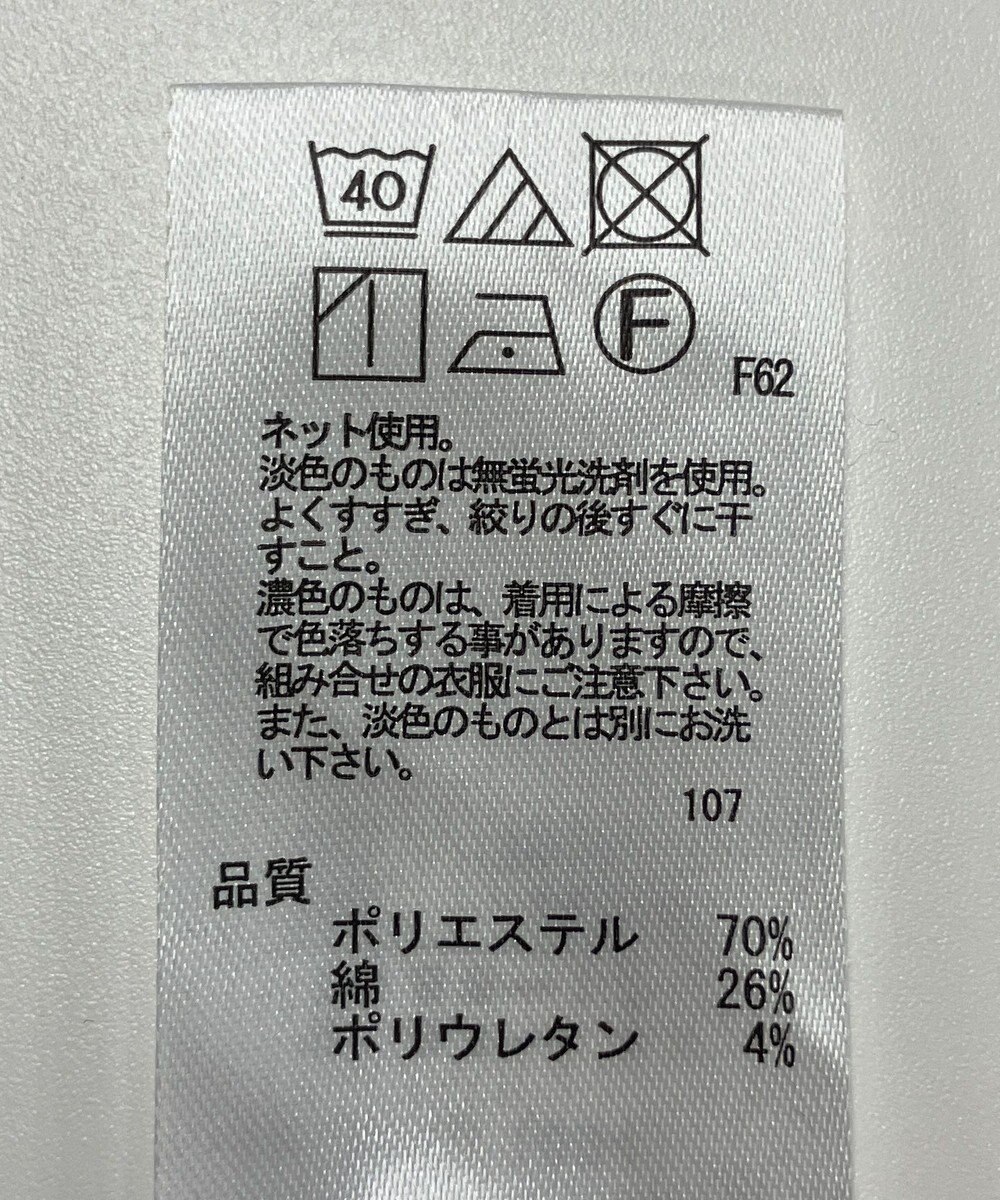 40
F
F62
ネット使用。
淡色のものは無蛍光洗剤を使用。
よくすすぎ、絞りの後すぐに干
すこと。
濃色のものは、着用による摩擦
で色落ちする事がありますので、
組み合せの衣服にご注意下さい。
また、淡色のものとは別にお洗
い下さい。
107
品質
ポリエステル 70%
綿 26%
ポリウレタン 4%